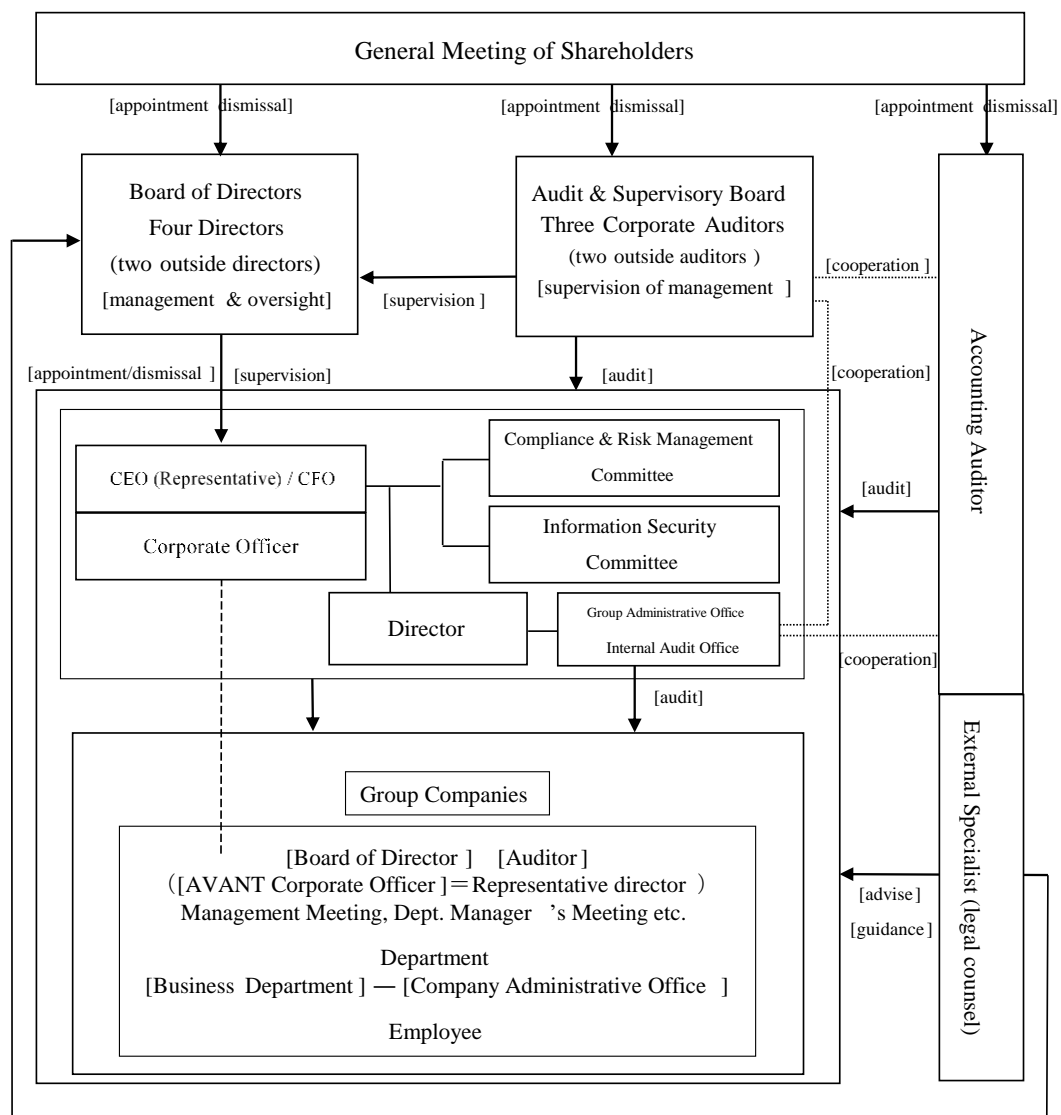 General Meeting of Shareholders
[appointment dismissal]
[appointment dismissal]
[appointment dismissal]
Board of Directors
Four Directors
(two outside directors)
[management & oversight]
Audit & Supervisory Board
Three Corporate Auditors
(two outside auditors )
[supervision of management ]
[supervision ]
[cooperation ]
[cooperation]
Accounting Auditor
[appointment/dismissal ]
[supervision]
[audit]
CEO (Representative) / CFO
Corporate Officer
Compliance & Risk Management
Committee
Information Security
Committee
[audit]
Director
Group Administrative Office
Internal Audit Office
[cooperation]
[audit]
Group Companies
[Board of Director ] [Auditor ]
([AVANT Corporate Officer ]=Representative director )
Management Meeting, Dept. Manager 's Meeting etc.
Department
[Business Department ] — [Company Administrative Office ]
Employee
[advise]
[guidance ]
External Specialist (legal counsel)